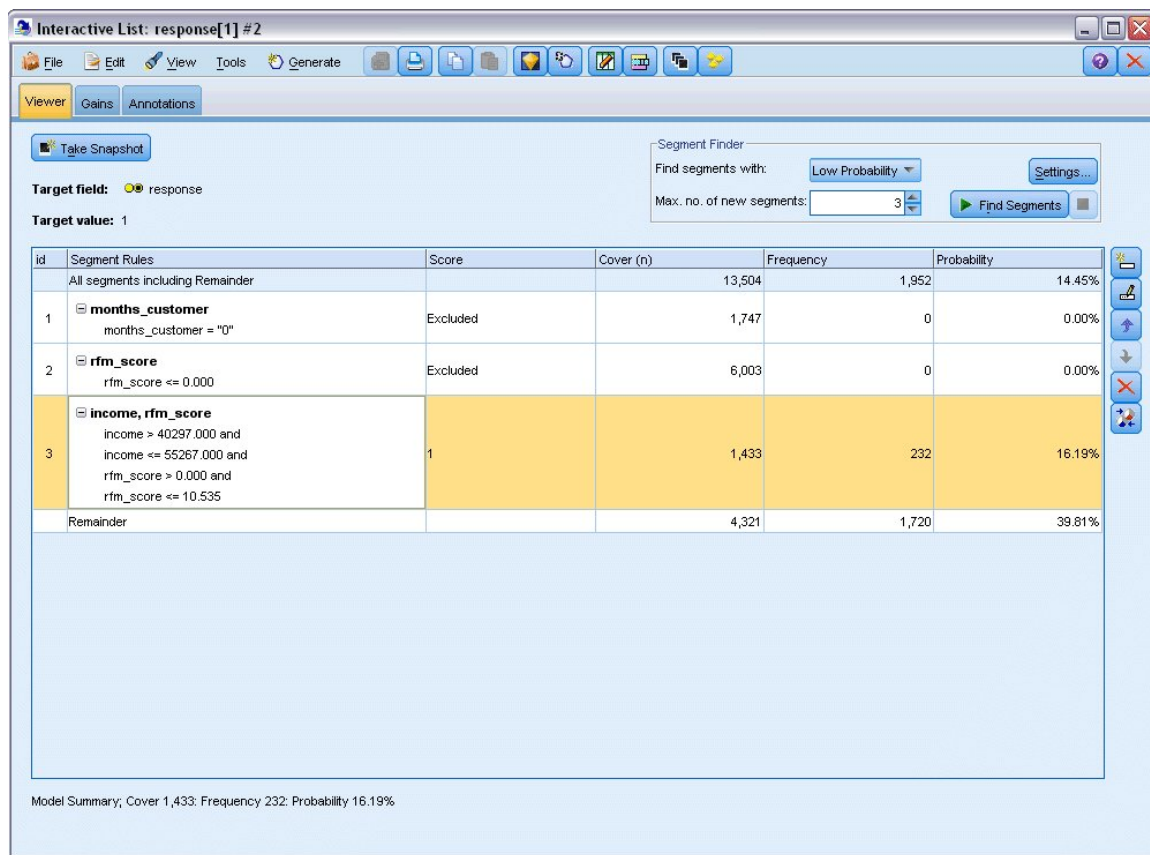 Interactive List: response[1] #2
File Edit View Tools Generate
Viewer Gains Annotations
Take Snapshot
Segment Finder
Find segments with: Low Probability Settings...
Target field: response
Max. no. of new segments: 3 Find Segments
Target value: 1
id Segment Rules Score Cover (n) Frequency Probability
All segments including Remainder 13,504 1,952 14.45%
months_customer
1 Excluded 1,747 0 0.00%
months_customer = "0"
rfm_score
2 Excluded 6,003 0 0.00%
rfm_score <= 0.000
income, rfm_score
income > 40297.000 and
3 income <= 55267.000 and 1 1,433 232 16.19%
rfm_score > 0.000 and
rfm_score <= 10.535
Remainder 4,321 1,720 39.81%
Model Summary; Cover 1,433: Frequency 232: Probability 16.19%